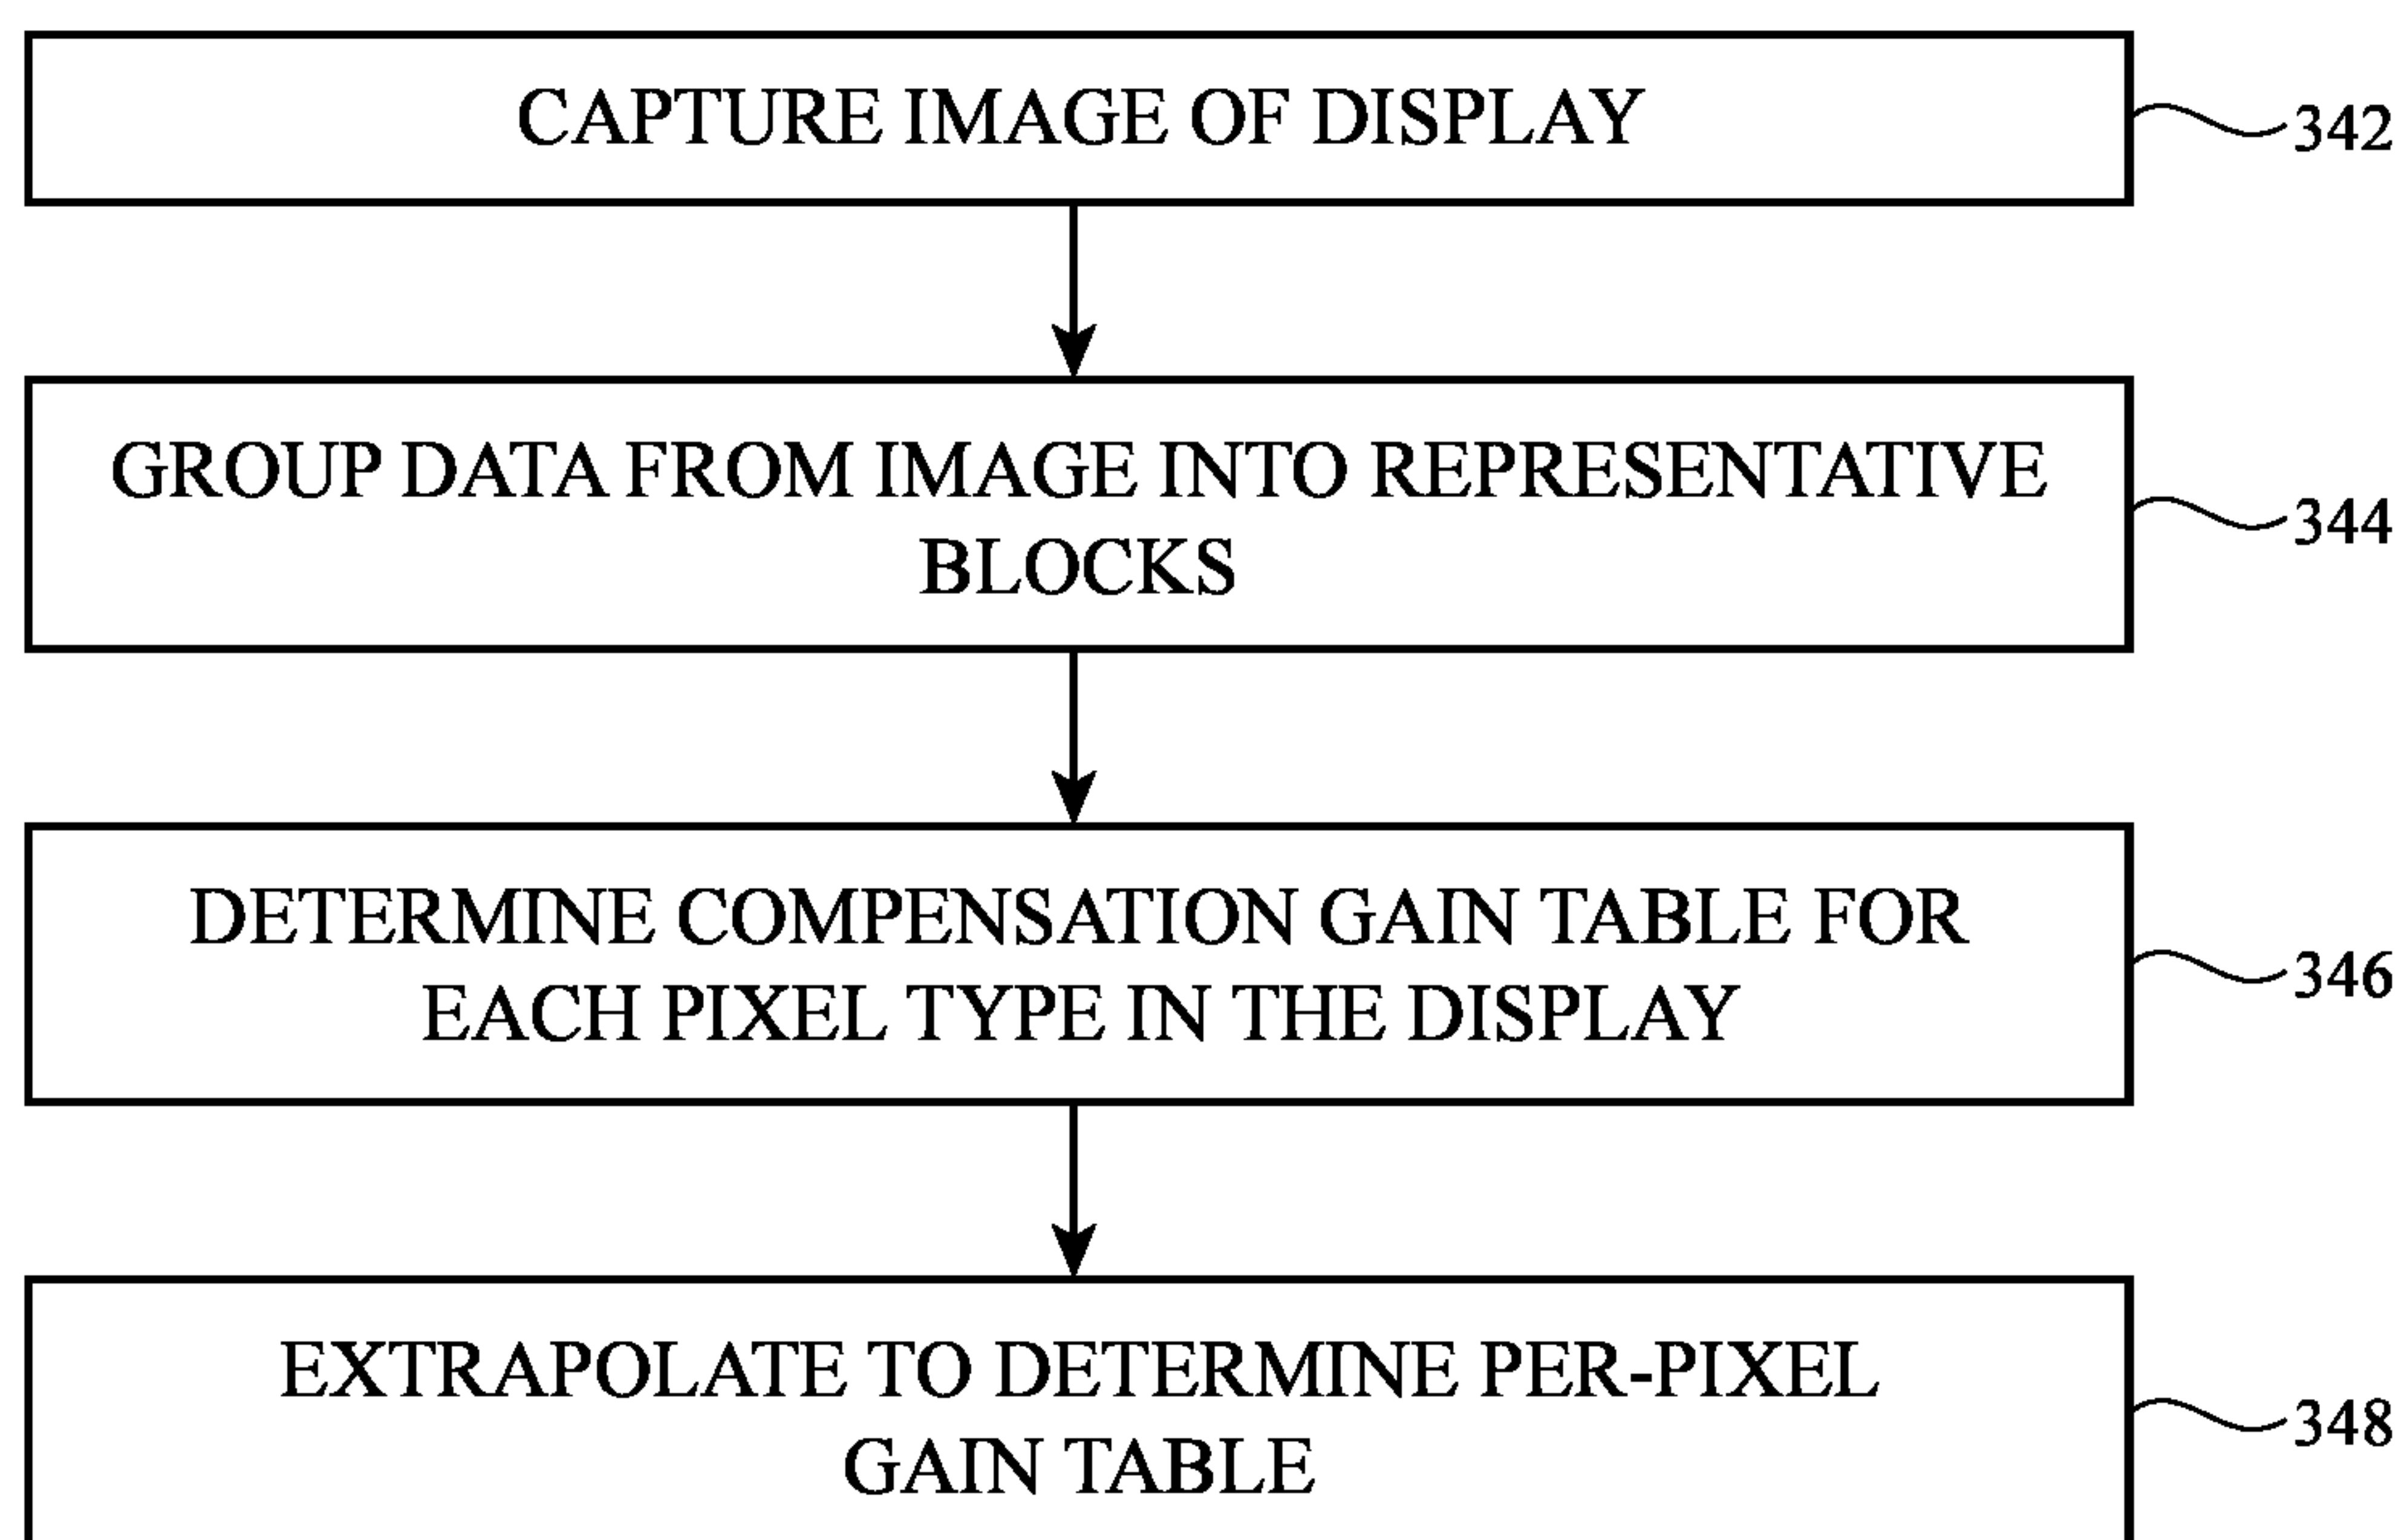 CAPTURE IMAGE OF DISPLAY
342
GROUP DATA FROM IMAGE INTO REPRESENTATIVE
BLOCKS
344
DETERMINE COMPENSATION GAIN TABLE FOR
EACH PIXEL TYPE IN THE DISPLAY
346
EXTRAPOLATE TO DETERMINE PER-PIXEL
GAIN TABLE
348